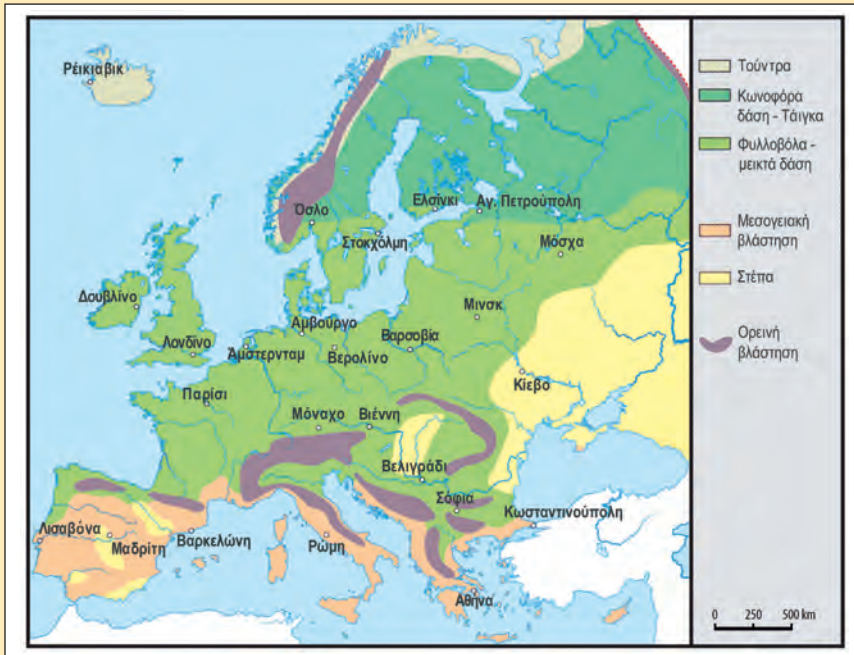 Ρέικιαβικ
Όσλο
Ελσίνκι
Αγ. Πετρούπολη
Στοκχόλμη
Μόσχα
Δουβλίνο
Μινσκ
Λονδίνο
Αμβούργο
Άμστερνταμ
Βερολίνο
Βαρσοβία
Κίεβο
Παρίσι
Μόναχο
Βιέννη
Βελιγράδι
Σόφια
Κωσταντινούπολη
Λισαβόνα
Μαδρίτη
Βαρκελώνη
Ρώμη
Αθήνα
Τούντρα
Κωνοφόρα
δάση - Τάιγκα
Φυλλοβόλα -
μεικτά δάση
Μεσογειακή
βλάστηση
Στέπα
Ορεινή
βλάστηση
0 250 500 km